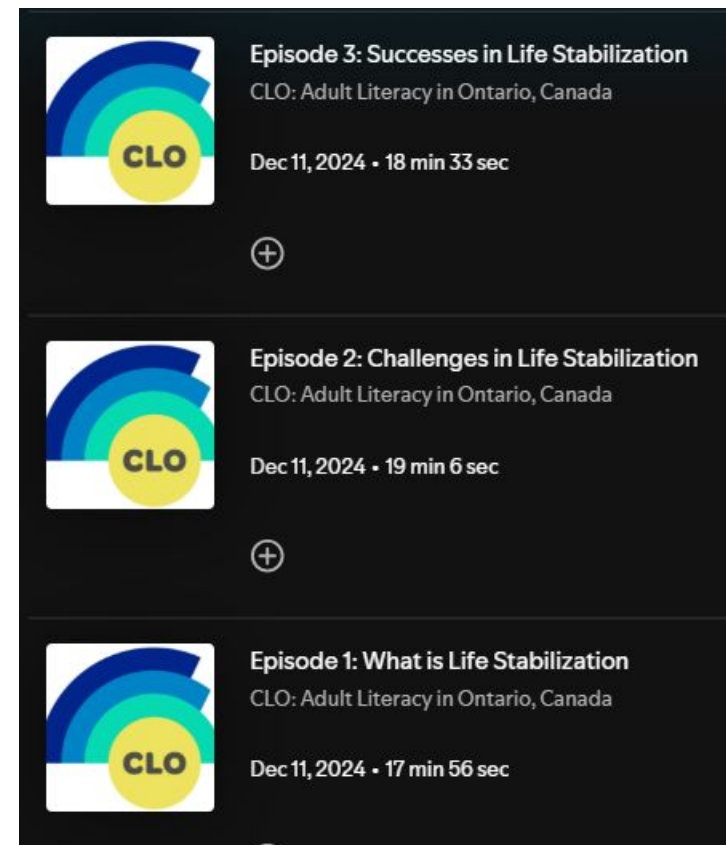 Episode 3: Successes in Life Stabilization
CLO: Adult Literacy in Ontario, Canada
CLO
Dec 11, 2024 • 18 min 33 sec
Episode 2: Challenges in Life Stabilization
CLO: Adult Literacy in Ontario, Canada
CLO
Dec 11, 2024 • 19 min 6 sec
Episode 1: What is Life Stabilization
CLO: Adult Literacy in Ontario, Canada
CLO
Dec 11, 2024 • 17 min 56 sec